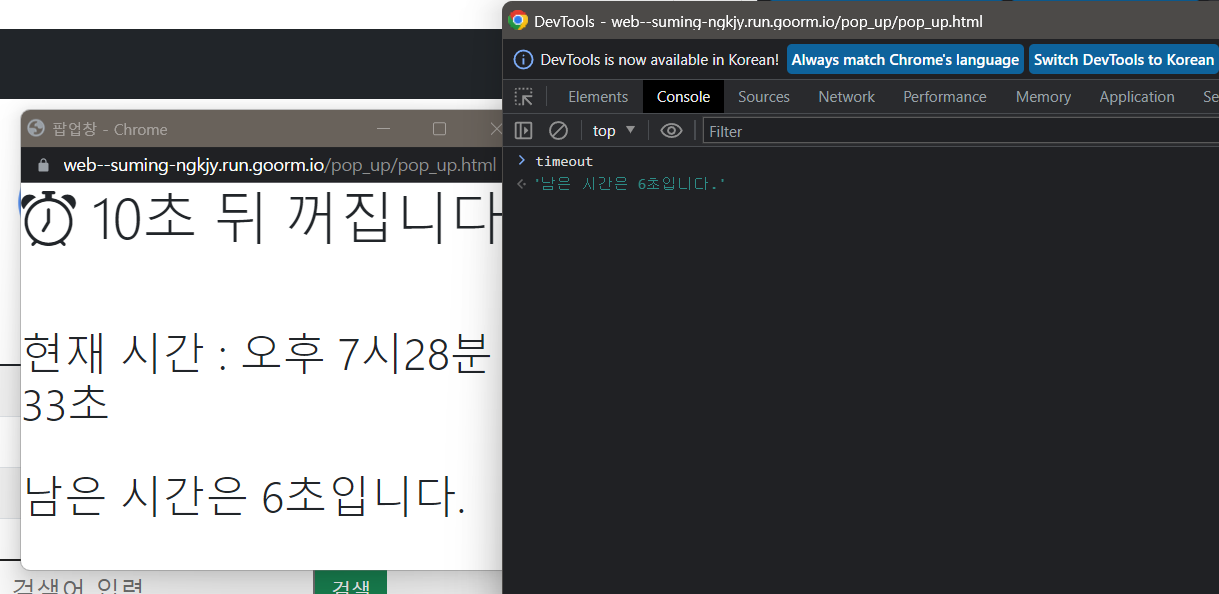 DevTools - web--suming-ngkjy.run.goorm.io/pop_up/pop_up.html
DevTools is now available in Korean! Always match Chrome's language Switch DevTools to Korean
Elements Console Sources Network Performance Memory Application Se
top Filter
timeout
'남은 시간은 6초입니다.'
팝업창 - Chrome
web--suming-ngkjy.run.goorm.io/pop_up/pop_up.html
10초 뒤 꺼집니다
현재 시간 : 오후 7시28분
33초
남은 시간은 6초입니다.
검색어 입력 검색